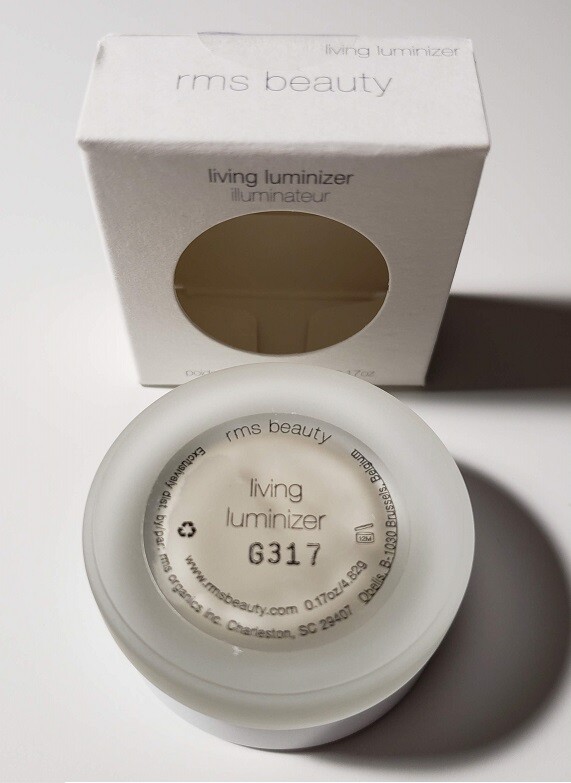 living luminizer
rms beauty
living luminizer
illuminateur
rms beauty
living
luminizer
G317
12M
www.rmsbeauty.com 0.17oz/4.82g
Exclusively dist. by/par: rms organics Inc. Charleston, SC 29407
Obelis, B-1030 Brussels, Belgium